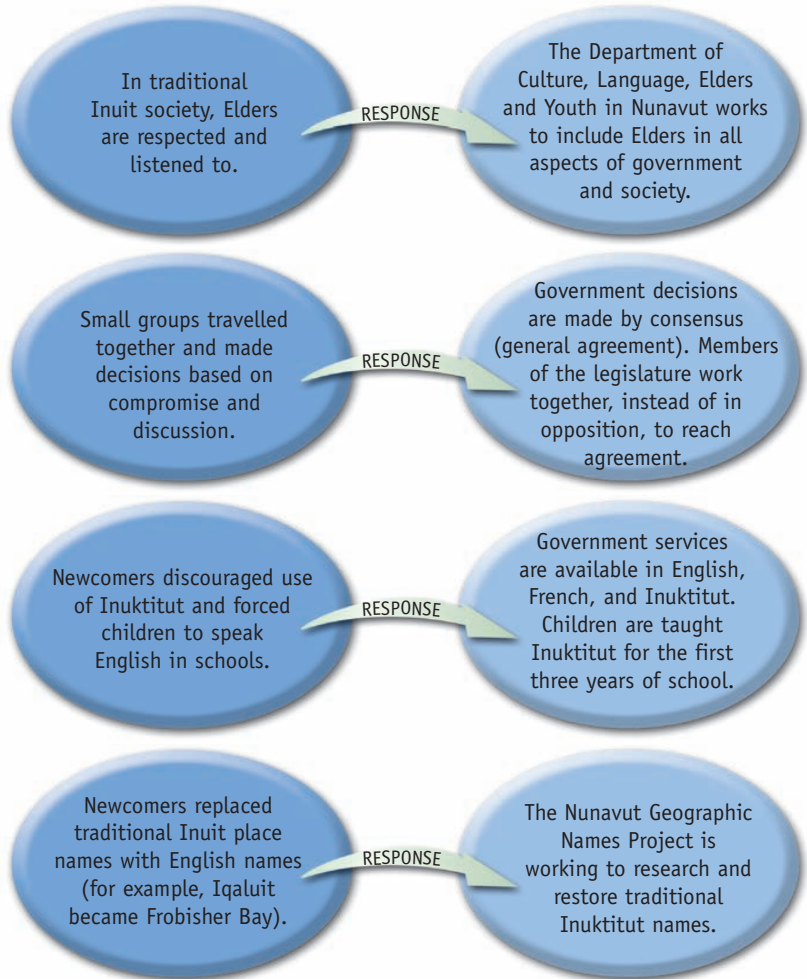 In traditional
Inuit society, Elders
are respected and
listened to.
RESPONSE
The Department of
Culture, Language, Elders
and Youth in Nunavut works
to include Elders in all
aspects of government
and society.
Small groups travelled
together and made
decisions based on
compromise and
discussion.
RESPONSE
Government decisions
are made by consensus
(general agreement). Members
of the legislature work
together, instead of in
opposition, to reach
agreement.
Newcomers discouraged use
of Inuktitut and forced
children to speak
English in schools.
RESPONSE
Government services
are available in English,
French, and Inuktitut.
Children are taught
Inuktitut for the first
three years of school.
Newcomers replaced
traditional Inuit place
names with English names
(for example, Iqaluit
became Frobisher Bay).
RESPONSE
The Nunavut Geographic
Names Project is
working to research and
restore traditional
Inuktitut names.